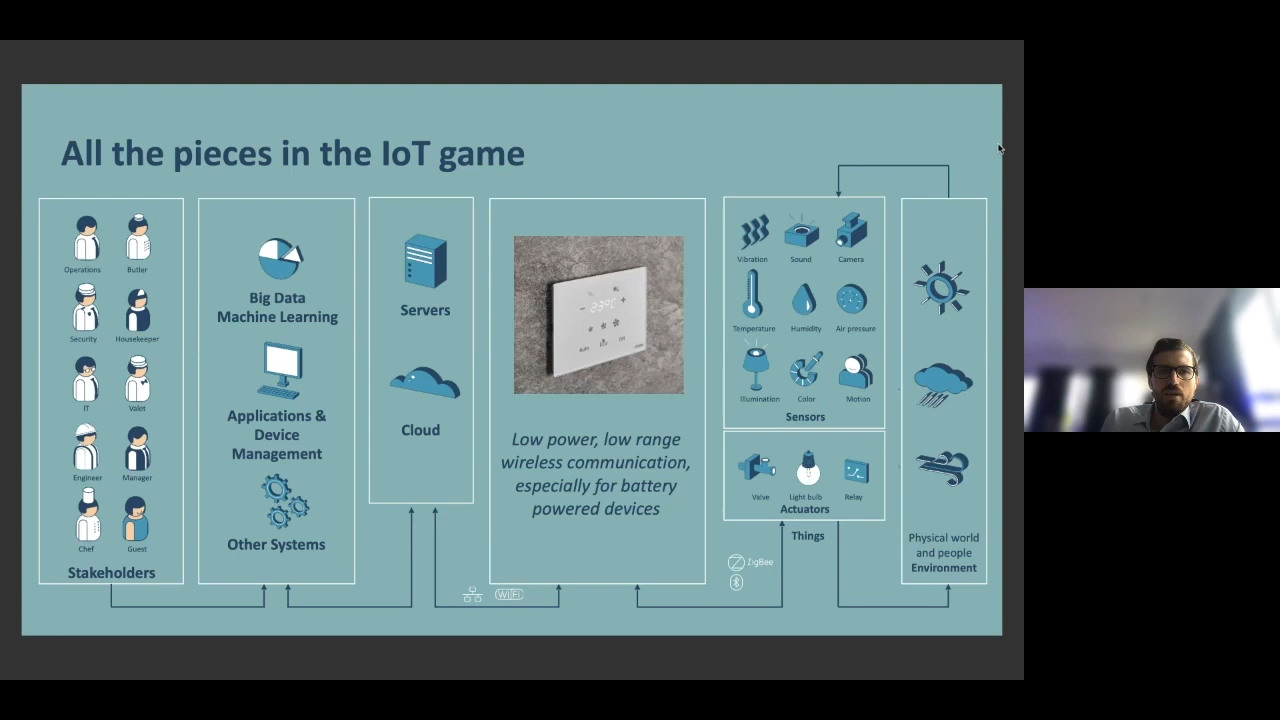 All the pieces in the IoT game
Operations
Butler
Security
Housekeeper
IT
Valet
Engineer
Manager
Chef
Guest
Stakeholders
Big Data
Machine Learning
Applications &
Device
Management
Other Systems
Servers
Cloud
23°C
Auto
Off
Low power, low range
wireless communication,
especially for battery
powered devices
WiFi
Vibration
Sound
Camera
Temperature
Humidity
Air pressure
Illumination
Color
Motion
Sensors
Valve
Light bulb
Relay
Actuators
Things
ZigBee
Physical world
and people
Environment